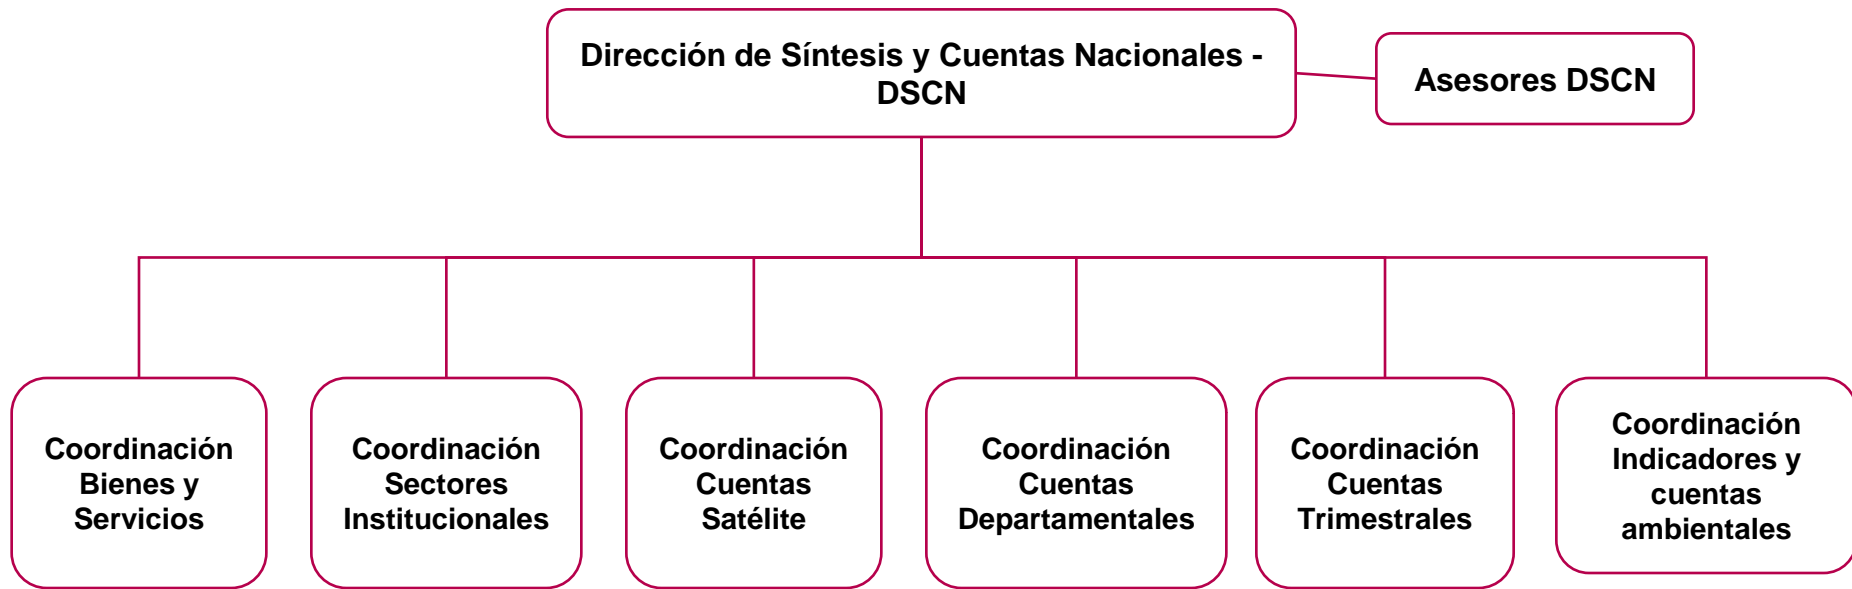 Dirección de Síntesis y Cuentas Nacionales -
DSCN
Asesores DSCN
Coordinación
Bienes y
Servicios
Coordinación
Sectores
Institucionales
Coordinación
Cuentas
Satélite
Coordinación
Cuentas
Departamentales
Coordinación
Cuentas
Trimestrales
Coordinación
Indicadores y
cuentas
ambientales